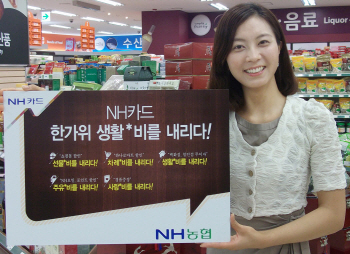 수산
음료
Liquor
NH카드
NH카드
한가위 생활*비를 내리다!
선물*비를 내리다!
차례*비를 내리다!
생활*비를 내리다!
주유*비를 내리다!
사랑*비를 내리다!
NH농협